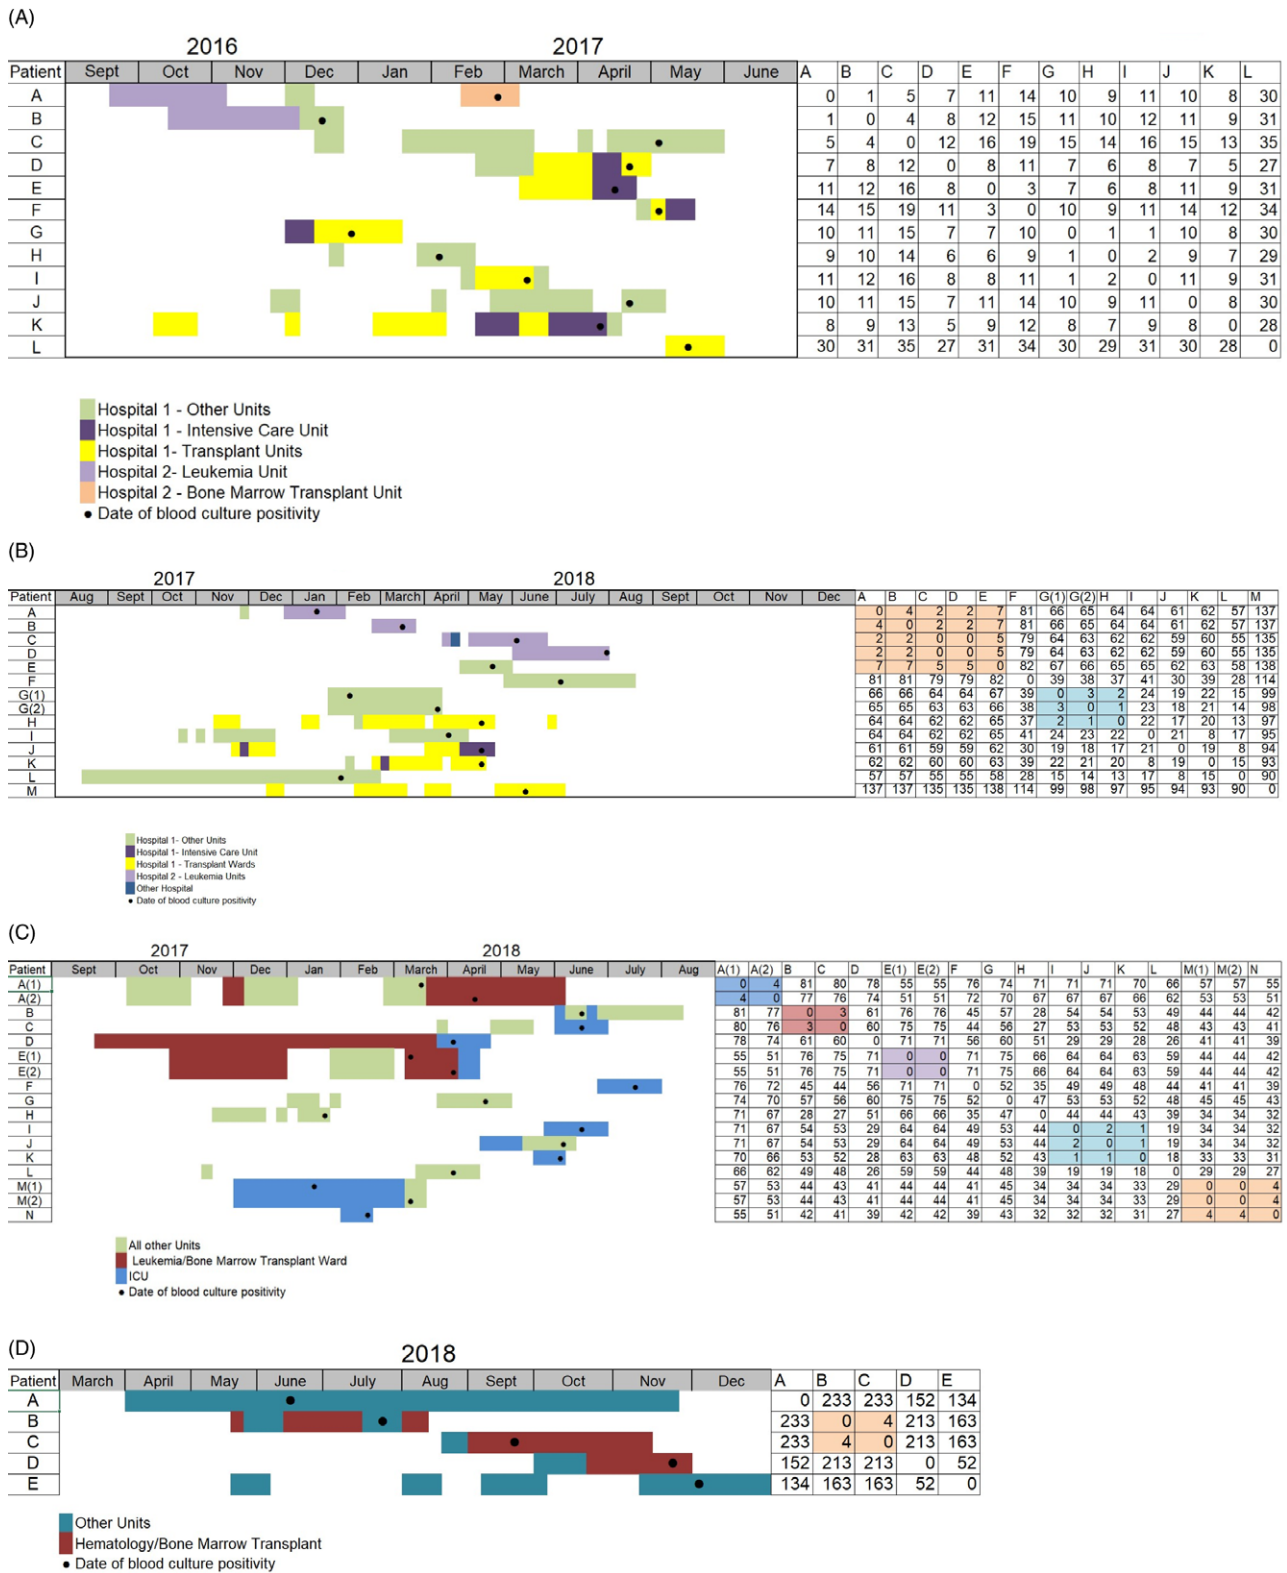 (A)
2016 2017
Patient Sept Oct Nov Dec Jan Feb March April May June A B C D E F G H I J K L
A 0 1 5 7 11 14 10 9 11 10 8 30
B 1 0 4 8 12 15 11 10 12 11 9 31
C 5 4 0 12 16 19 15 14 16 15 13 35
D 7 8 12 0 8 11 7 6 8 7 5 27
E 11 12 16 8 0 3 7 6 8 11 9 31
F 14 15 19 11 3 0 10 9 11 14 12 34
G 10 11 15 7 7 10 0 1 1 10 8 30
H 9 10 14 6 6 9 1 0 2 9 7 29
I 11 12 16 8 8 11 1 2 0 11 9 31
J 10 11 15 7 11 14 10 9 11 0 8 30
K 8 9 13 5 9 12 8 7 9 8 0 28
L 30 31 35 27 31 34 30 29 31 30 28 0
Hospital 1 - Other Units
Hospital 1 - Intensive Care Unit
Hospital 1- Transplant Units
Hospital 2- Leukemia Unit
Hospital 2 - Bone Marrow Transplant Unit
Date of blood culture positivity
(B)
2017 2018
Patient Aug Sept Oct Nov Dec Jan Feb March April May June July Aug Sept Oct Nov Dec A B C D E F G(1) G(2) H I J K L M
A 0 4 2 2 7 81 66 65 64 64 61 62 57 137
B 4 0 2 2 7 81 66 65 64 64 61 62 57 137
C 2 2 0 0 5 79 64 63 62 62 59 60 55 135
D 2 2 0 0 5 79 64 63 62 62 59 60 55 135
E 7 7 5 5 0 82 67 66 65 65 62 63 58 138
F 81 81 79 79 82 0 39 38 37 41 30 39 28 114
G(1) 66 66 64 64 67 39 0 3 2 24 19 22 15 99
G(2) 65 65 63 63 66 38 3 0 1 23 18 21 14 98
H 64 64 62 62 65 37 2 1 0 22 17 20 13 97
I 64 64 62 62 65 41 24 23 22 0 21 8 17 95
J 61 61 59 59 62 30 19 18 17 21 0 19 8 94
K 62 62 60 60 63 39 22 21 20 8 19 0 15 93
L 57 57 55 55 58 28 15 14 13 17 8 15 0 90
M 137 137 135 135 138 114 99 98 97 95 94 93 90 0
Hospital 1- Other Units
Hospital 1- Intensive Care Unit
Hospital 1 - Transplant Wards
Hospital 2 - Leukemia Units
Other Hospital
Date of blood culture positivity
(C)
2017 2018
Patient Sept Oct Nov Dec Jan Feb March April May June July Aug A(1) A(2) B C D E(1) E(2) F G H I J K L M(1) M(2) N
A(1) 0 4 81 80 78 55 55 76 74 71 71 71 70 66 57 57 55
A(2) 4 0 77 76 74 51 51 72 70 67 67 67 66 62 53 53 51
B 81 77 0 3 61 76 76 45 57 28 54 54 53 49 44 44 42
C 80 76 3 0 60 75 75 44 56 27 53 53 52 48 43 43 41
D 78 74 61 60 0 71 71 56 60 51 29 29 28 26 41 41 39
E(1) 55 51 76 75 71 0 0 71 75 66 64 64 63 59 44 44 42
E(2) 55 51 76 75 71 0 0 71 75 66 64 64 63 59 44 44 42
F 76 72 45 44 56 71 71 0 52 35 49 49 48 44 41 41 39
G 74 70 57 56 60 75 75 52 0 47 53 53 52 48 45 45 43
H 71 67 28 27 51 66 66 35 47 0 44 44 43 39 34 34 32
I 71 67 54 53 29 64 64 49 53 44 0 2 1 19 34 34 32
J 71 67 54 53 29 64 64 49 53 44 2 0 1 19 34 34 32
K 70 66 53 52 28 63 63 48 52 43 1 1 0 18 33 33 31
L 66 62 49 48 26 59 59 44 48 39 19 19 18 0 29 29 27
M(1) 57 53 44 43 41 44 44 41 45 34 34 34 33 29 0 0 4
M(2) 57 53 44 43 41 44 44 41 45 34 34 34 33 29 0 0 4
N 55 51 42 41 39 42 42 39 43 32 32 32 31 27 4 4 0
All other Units
Leukemia/Bone Marrow Transplant Ward
ICU
Date of blood culture positivity
(D)
2018
Patient March April May June July Aug Sept Oct Nov Dec A B C D E
A 0 233 233 152 134
B 233 0 4 213 163
C 233 4 0 213 163
D 152 213 213 0 52
E 134 163 163 52 0
Other Units
Hematology/Bone Marrow Transplant
Date of blood culture positivity